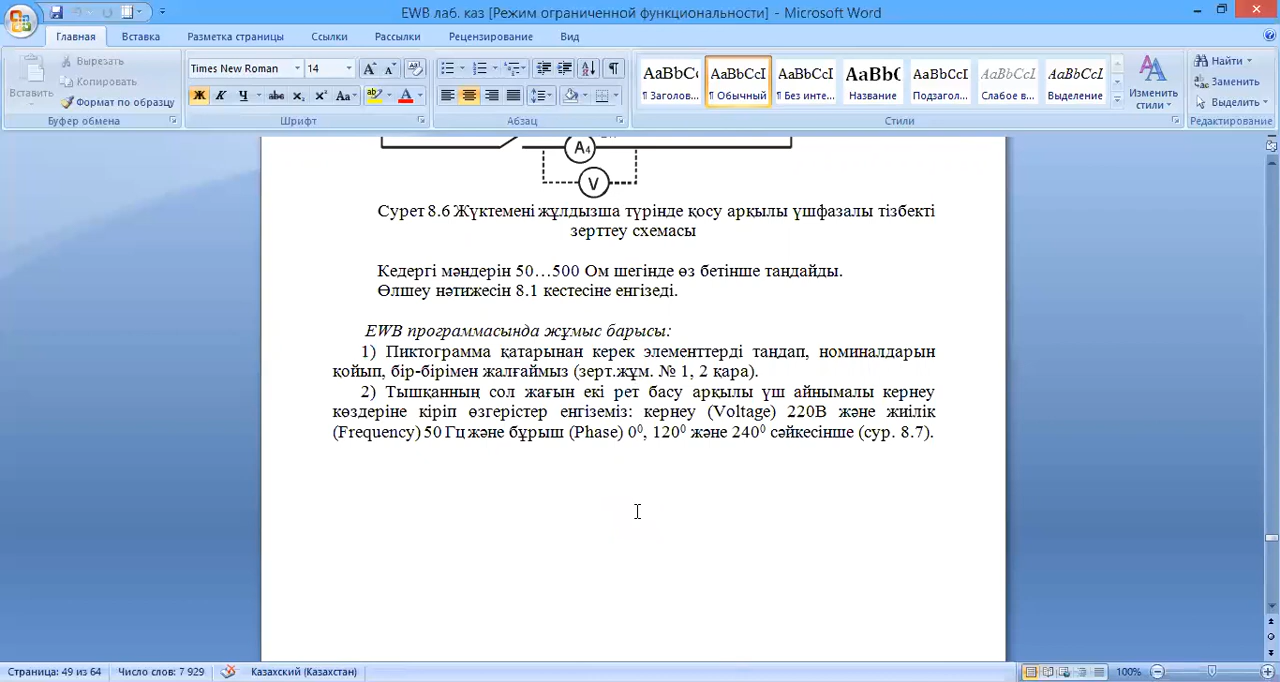 EWB лаб. каз [Режим ограниченной функциональности] - Microsoft Word
Главная Вставка Разметка страницы Ссылки Рассылки Рецензирование Вид
Вставить
Вырезать
Копировать
Формат по образцу
Буфер обмена
Times New Roman 14
Ж К Ч abc x₂ x² Aa
Шрифт
Абзац
AaBbCc AaBbCcI AaBbCcI AaBbC AaBbCcI AaBbCcL AaBbCcL
¶ Заголов... ¶ Обычный ¶ Без инте... Название Подзагол... Слабое в... Выделение
Стили
Изменить стили
Найти
Заменить
Выделить
Редактирование
A4
V
Сурет 8.6 Жүктемені жұлдызша түрінде қосу арқылы үшфазалы тізбекті
зерттеу схемасы
Кедергі мәндерін 50…500 Ом шегінде өз бетінше таңдайды.
Өлшеу нәтижесін 8.1 кестесіне енгізеді.
EWB программасында жұмыс барысы:
1) Пиктограмма қатарынан керек элементтерді таңдап, номиналдарын
қойып, бір-бірімен жалғаймыз (зерт.жұм. № 1, 2 қара).
2) Тышқанның сол жағын екі рет басу арқылы үш айнымалы кернеу
көздеріне кіріп өзгерістер енгіземіз: кернеу (Voltage) 220В және жиілік
(Frequency) 50 Гц және бұрыш (Phase) 0⁰, 120⁰ және 240⁰ сәйкесінше (сур. 8.7).
Страница: 49 из 64 Число слов: 7 929 Казахский (Казахстан) 100%